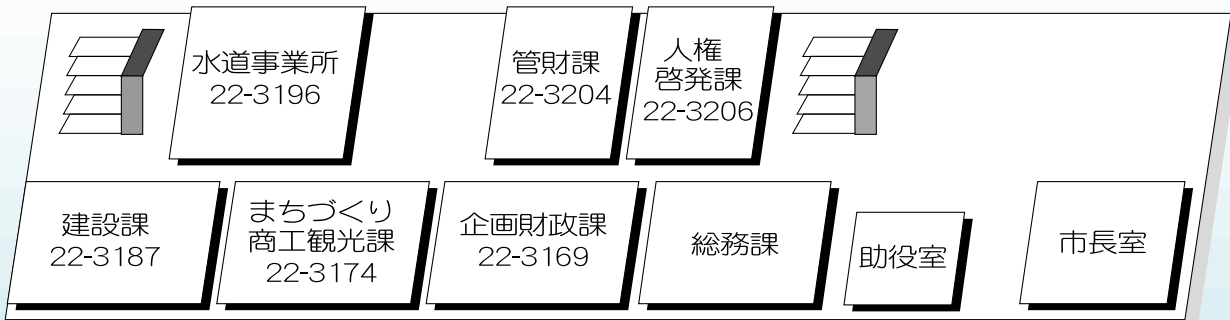 水道事業所
22-3196
管財課
22-3204
人権
啓発課
22-3206
建設課
22-3187
まちづくり
商工観光課
22-3174
企画財政課
22-3169
総務課
助役室
市長室